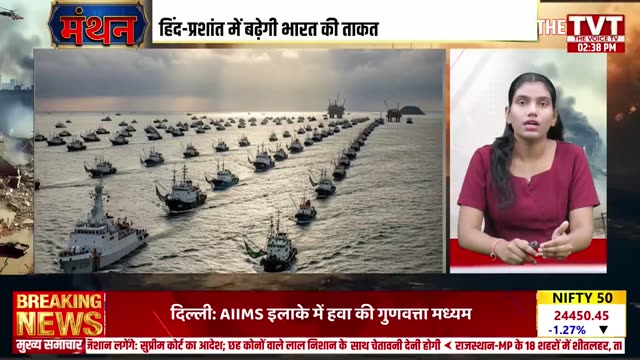 मंथन
हिंद-प्रशांत में बढ़ेगी भारत की ताकत
THE
TVT
THE VOICE TV
02:38 PM
BREAKING NEWS
दिल्ली: AIIMS इलाके में हवा की गुणवत्ता मध्यम
NIFTY 50
24450.45
-1.27%
मुख्य समाचार
निशान लगेंगे: सुप्रीम कोर्ट का आदेश; छह कोनों वाले लाल निशान के साथ चेतावनी देनी होगी
राजस्थान-MP के 18 शहरों में शीतलहर, ता